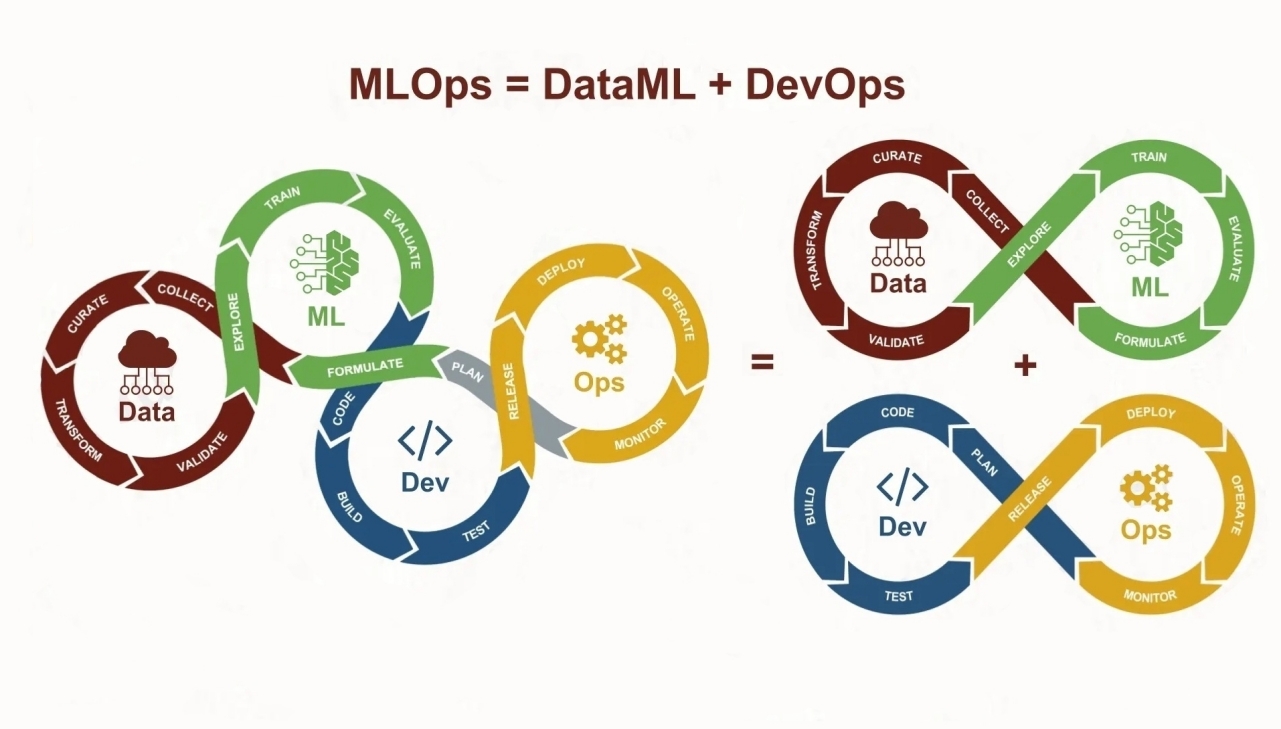 MLOps = DataML + DevOps
CURATE
COLLECT
TRANSFORM
VALIDATE
Data
EXPLORE
TRAIN
EVALUATE
ML
FORMULATE
CODE
BUILD
TEST
Dev
PLAN
RELEASE
DEPLOY
OPERATE
MONITOR
Ops
=
CURATE
COLLECT
TRANSFORM
VALIDATE
Data
EXPLORE
TRAIN
EVALUATE
FORMULATE
ML
+
CODE
PLAN
BUILD
TEST
Dev
RELEASE
DEPLOY
OPERATE
MONITOR
Ops